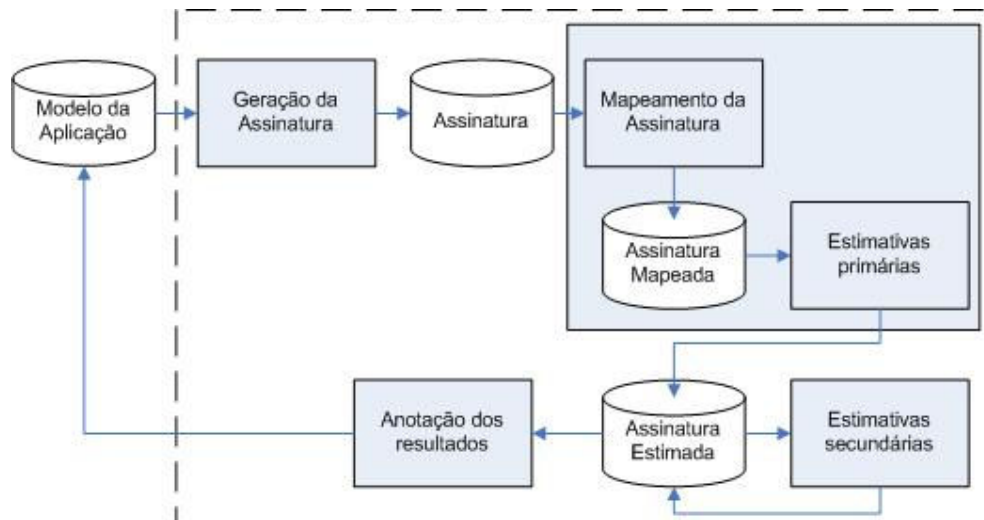 Modelo da
Aplicação
Geração da
Assinatura
Assinatura
Mapeamento da
Assinatura
Assinatura
Mapeada
Estimativas
primárias
Anotação dos
resultados
Assinatura
Estimada
Estimativas
secundárias